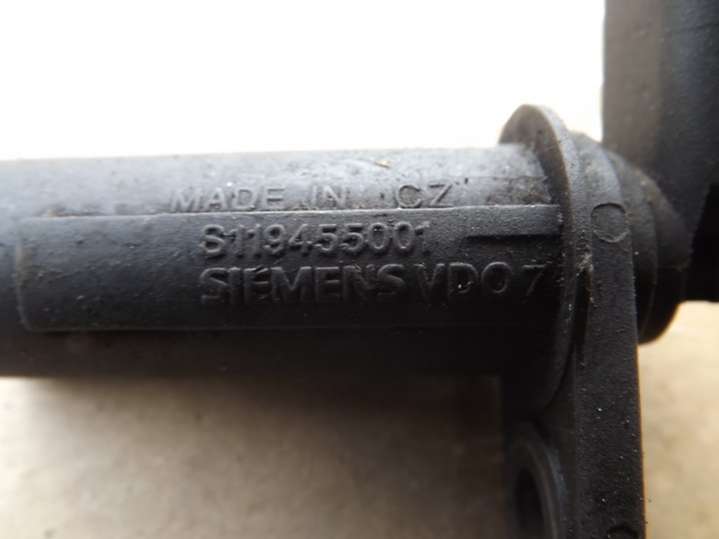 MADE IN CZ
S119455001
SIEMENS VDO 7